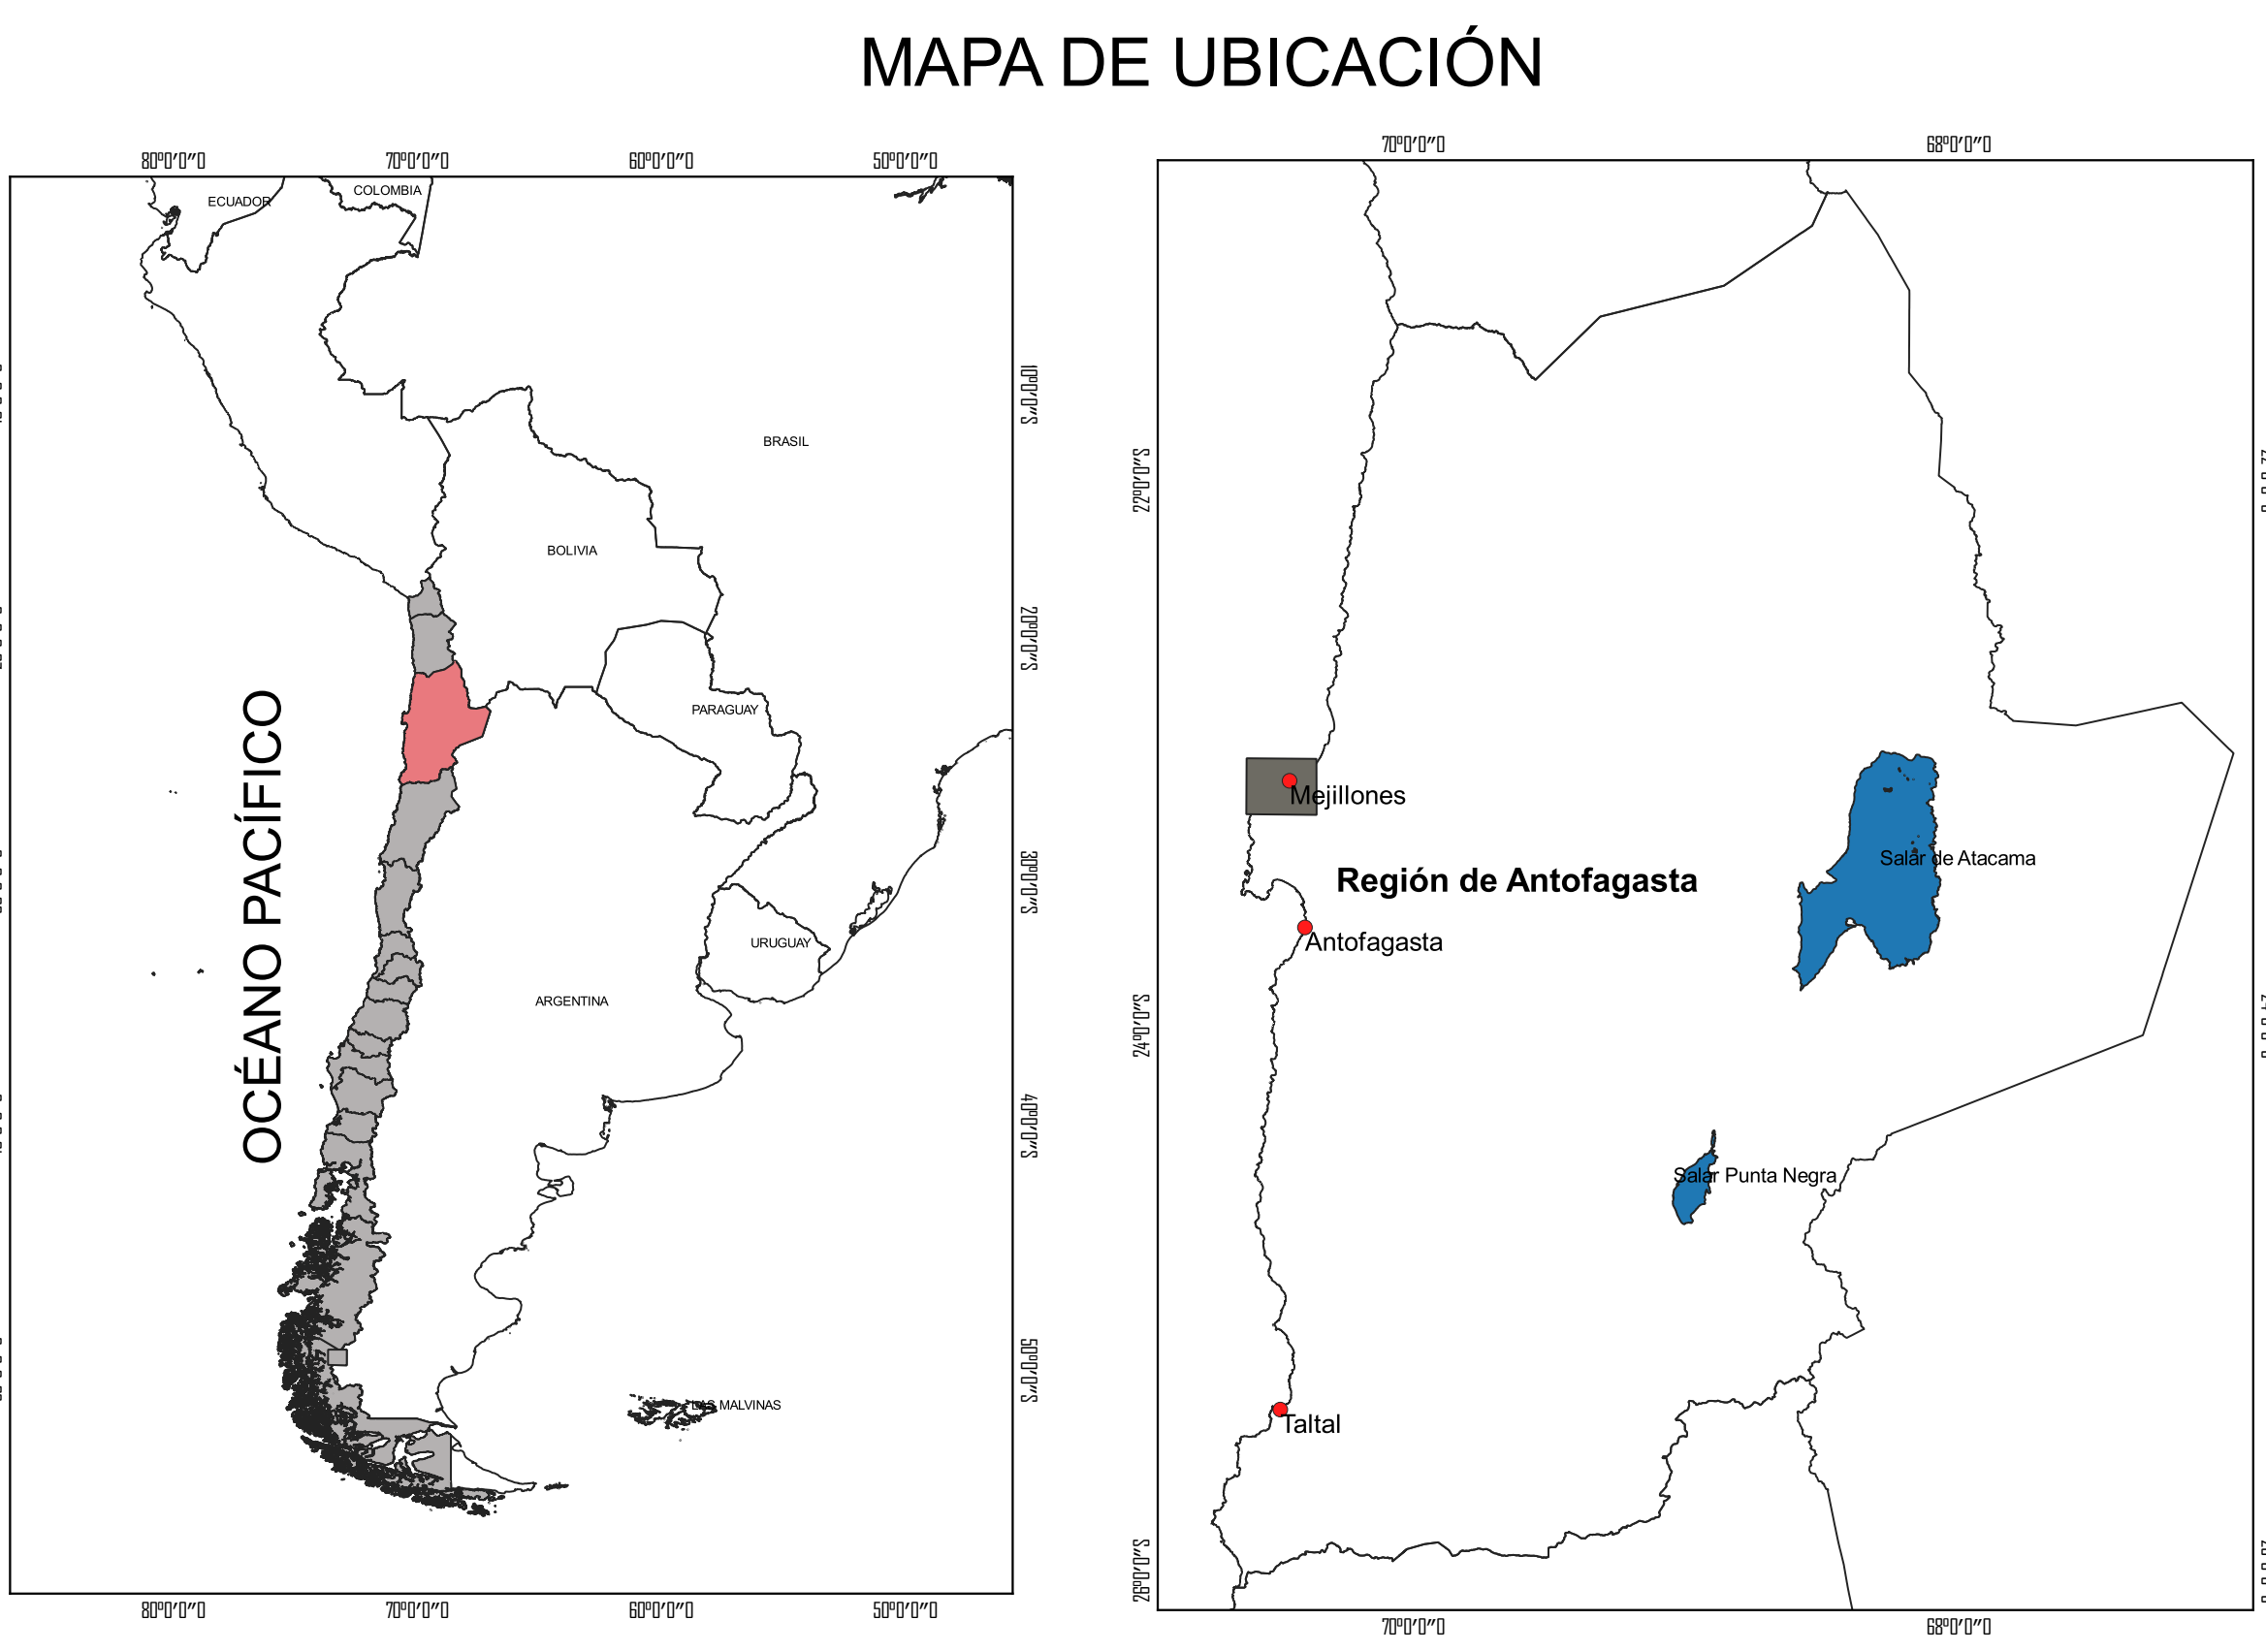 MAPA DE UBICACIÓN
80°0'0"O 70°0'0"O 60°0'0"O 50°0'0"O
ECUADOR
COLOMBIA
BRASIL
BOLIVIA
PARAGUAY
URUGUAY
ARGENTINA
LAS MALVINAS
OCÉANO PACÍFICO
10°0'0"S
20°0'0"S
30°0'0"S
40°0'0"S
50°0'0"S
80°0'0"O 70°0'0"O 60°0'0"O 50°0'0"O
70°0'0"O 68°0'0"O
22°0'0"S
24°0'0"S
26°0'0"S
Mejillones
Salar de Atacama
Región de Antofagasta
Antofagasta
Salar Punta Negra
Taltal
70°0'0"O 68°0'0"O